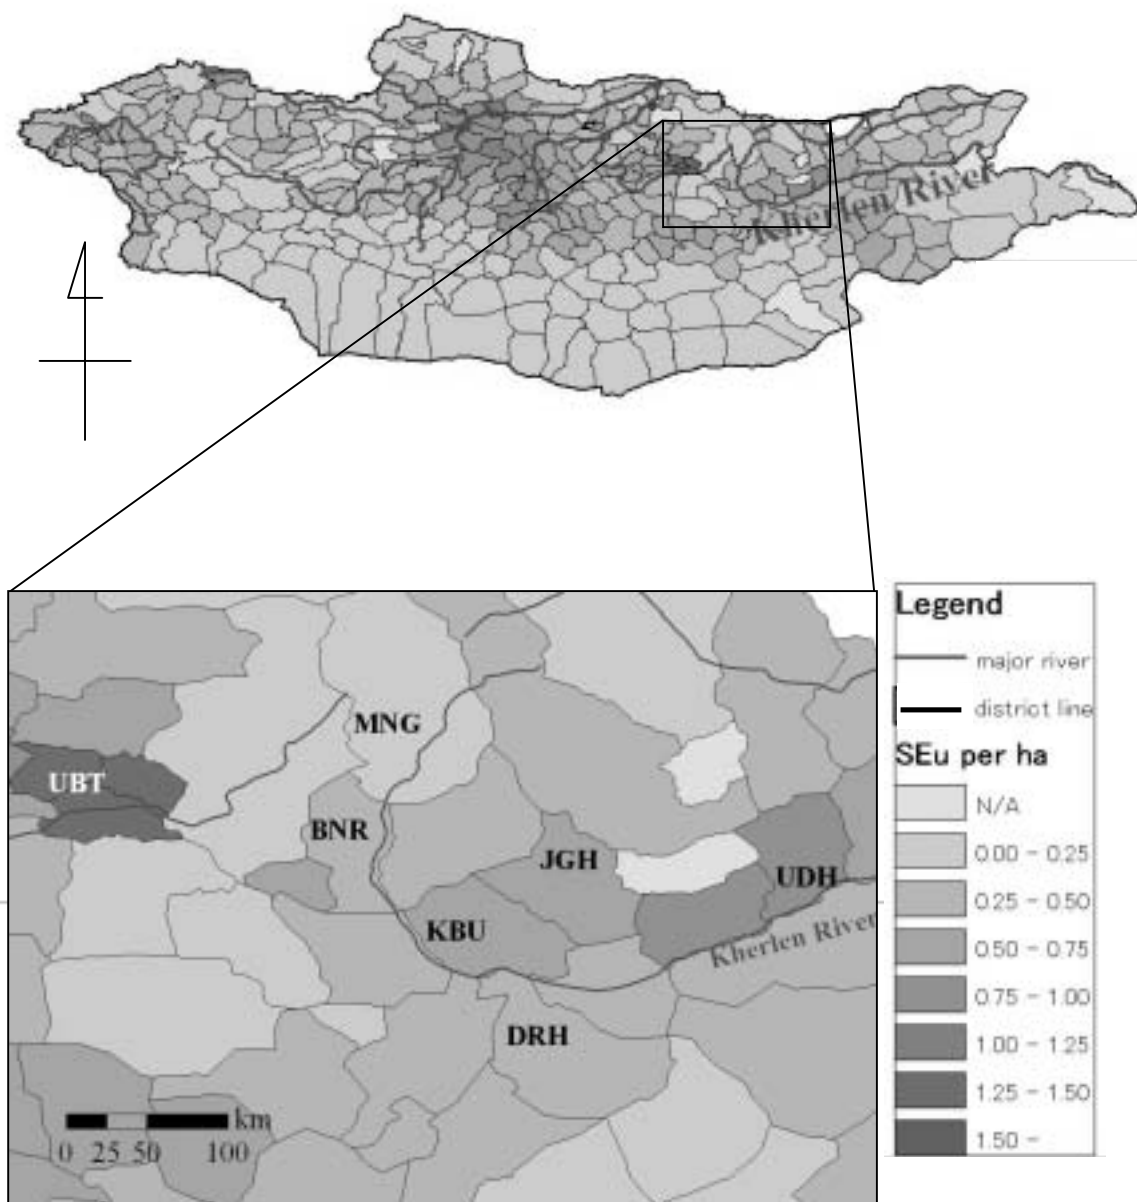 Kherlen River
MNG
UBT
BNR
JGH
UDH
KBU
Kherlen River
DRH
km
0 25 50 100
Legend
major river
district line
SEu per ha
N/A
0.00 - 0.25
0.25 - 0.50
0.50 - 0.75
0.75 - 1.00
1.00 - 1.25
1.25 - 1.50
1.50 -